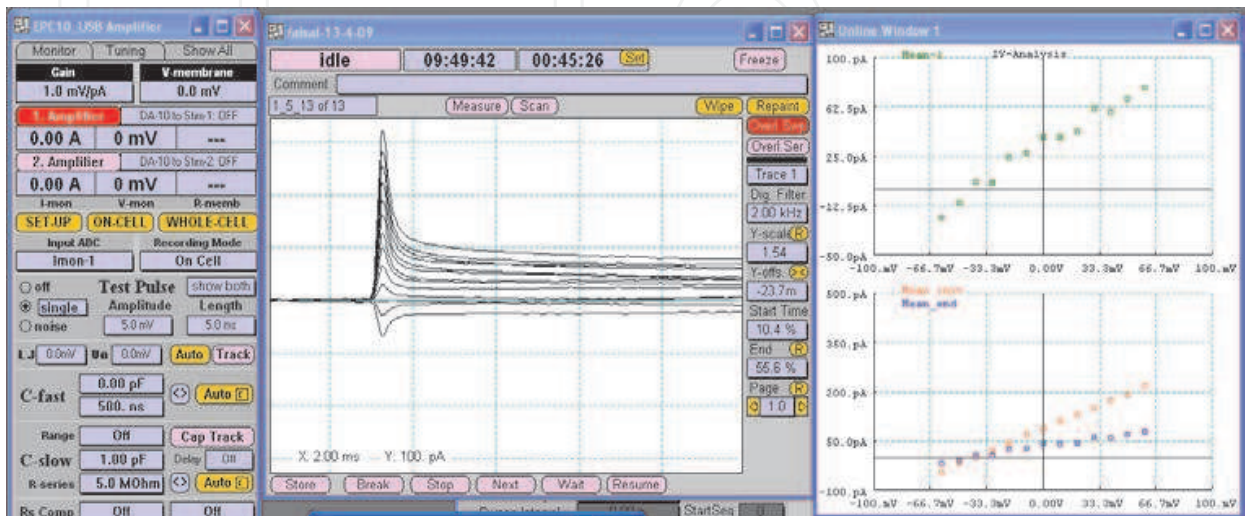 EPC10 USB Amplifier
Monitor Tuning Show All
Gain V-membrane
1.0 mV/pA 0.0 mV
1. Amplifier DA-10 to Stim-1: OFF
0.00 A 0 mV ---
2. Amplifier DA-10 to Stim-2: OFF
0.00 A 0 mV ---
I-mon V-mon R-memb
SET-UP ON-CELL WHOLE-CELL
Input ADC Recording Mode
Imon-1 On Cell
off Test Pulse show both
single Amplitude Length
noise 5.0 mV 5.0 ms
LJ 0.0mV 0.0mV Auto Track
C-fast 0.00 pF <> Auto
500. ns
Range Off Cap Track
C-slow 1.00 pF Delay Off
R-series 5.0 MOhm <> Auto
Rs Comp Off Off
idle 09:49:42 00:45:26 Set Freeze
Comment
1_5_13 of 13 Measure Scan Wipe Repaint
Overl Swp
Overl Ser
Trace 1
Dig. Filter
2.00 kHz
Y-scale R
1.54
Y-offs. ><
-23.7m
Start Time
10.4 %
End R
55.6 %
Page R
1.0
X: 2.00 ms Y: 100. pA
Store Break Stop Next Wait Resume
StartSeg 0
Online Window 1
Mean-1 IV-Analysis
100.pA
62.5pA
25.0pA
-12.5pA
-50.0pA
-100.mV -66.7mV -33.3mV 0.00V 33.3mV 66.7mV 100.mV
Mean_end
500.pA
350.pA
200.pA
50.0pA
-100.pA
-100.mV -66.7mV -33.3mV 0.00V 33.3mV 66.7mV 100.mV